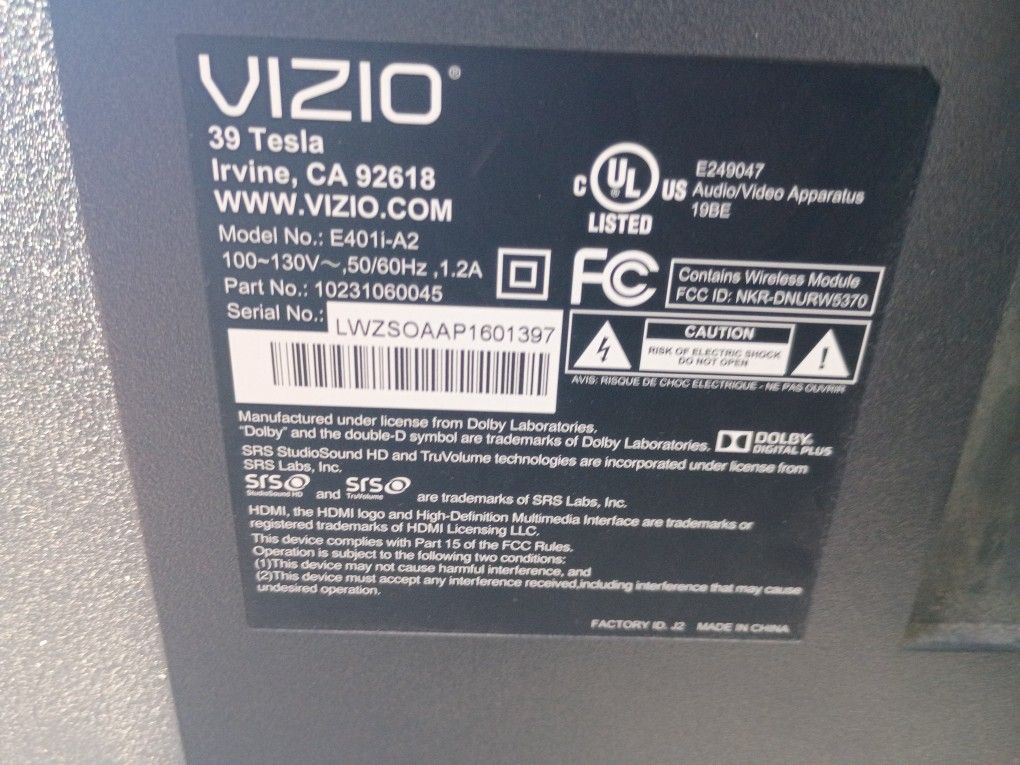 VIZIO®
39 Tesla
Irvine, CA 92618
WWW.VIZIO.COM
Model No.: E401i-A2
100~130V～,50/60Hz ,1.2A
Part No.: 10231060045
Serial No.:
LWZSOAAP1601397
C UL® US
LISTED
E249047
Audio/Video Apparatus
19BE
FC
Contains Wireless Module
FCC ID: NKR-DNURW5370
CAUTION
RISK OF ELECTRIC SHOCK
DO NOT OPEN
AVIS: RISQUE DE CHOC ELECTRIQUE - NE PAS OUVRIR
Manufactured under license from Dolby Laboratories.
"Dolby" and the double-D symbol are trademarks of Dolby Laboratories.
DOLBY
DIGITAL PLUS
SRS StudioSound HD and TruVolume technologies are incorporated under license from
SRS Labs, Inc.
SRS StudioSound HD and SRS TruVolume are trademarks of SRS Labs, Inc.
HDMI, the HDMI logo and High-Definition Multimedia Interface are trademarks or
registered trademarks of HDMI Licensing LLC.
This device complies with Part 15 of the FCC Rules.
Operation is subject to the following two conditions:
(1)This device may not cause harmful interference, and
(2)This device must accept any interference received,including interference that may cause
undesired operation.
FACTORY ID. J2 MADE IN CHINA